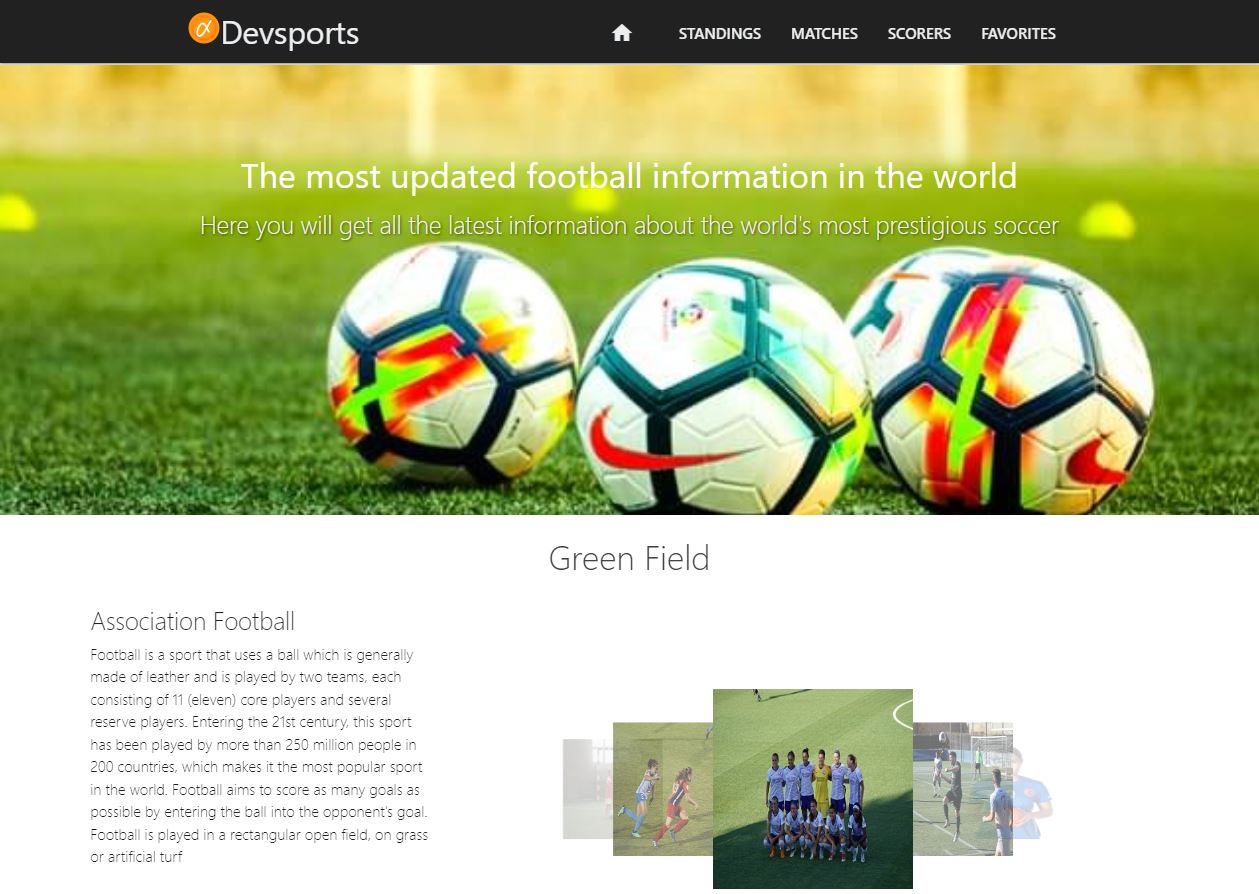 α Devsports
STANDINGS MATCHES SCORERS FAVORITES
The most updated football information in the world
Here you will get all the latest information about the world's most prestigious soccer
Green Field
Association Football
Football is a sport that uses a ball which is generally
made of leather and is played by two teams, each
consisting of 11 (eleven) core players and several
reserve players. Entering the 21st century, this sport
has been played by more than 250 million people in
200 countries, which makes it the most popular sport
in the world. Football aims to score as many goals as
possible by entering the ball into the opponent's goal.
Football is played in a rectangular open field, on grass
or artificial turf